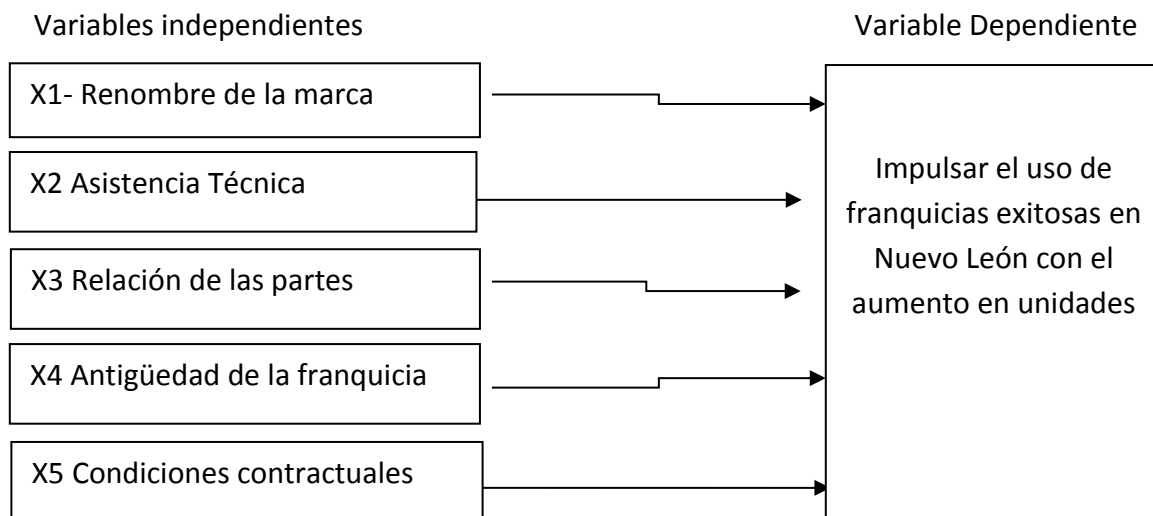 Variables independientes
Variable Dependiente
X1- Renombre de la marca
X2 Asistencia Técnica
X3 Relación de las partes
X4 Antigüedad de la franquicia
X5 Condiciones contractuales
Impulsar el uso de
franquicias exitosas en
Nuevo León con el
aumento en unidades